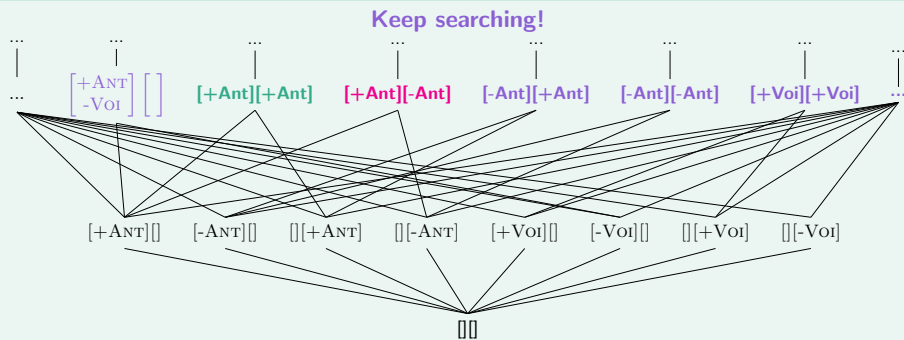 Keep searching!
... ... ... ... ... ... ... ...
... [+ANT -VOI][ ] [+Ant][+Ant] [+Ant][-Ant] [-Ant][+Ant] [-Ant][-Ant] [+Voi][+Voi] ...
[+ANT][] [-ANT][] [][+ANT] [][-ANT] [+VOI][] [-VOI][] [][+VOI] [][-VOI]
[][]